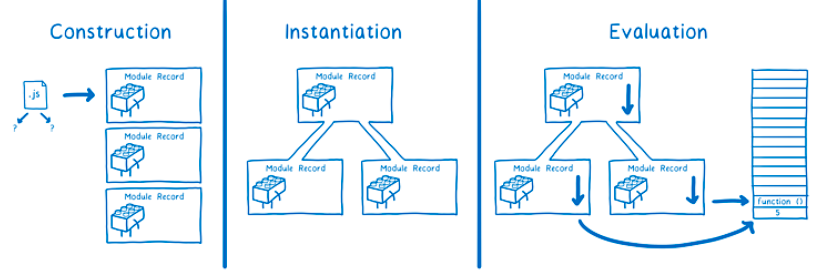 Construction
.js
?
?
Module Record
Module Record
Module Record
Instantiation
Module Record
Module Record
Module Record
Evaluation
Module Record
Module Record
Module Record
function ()
5